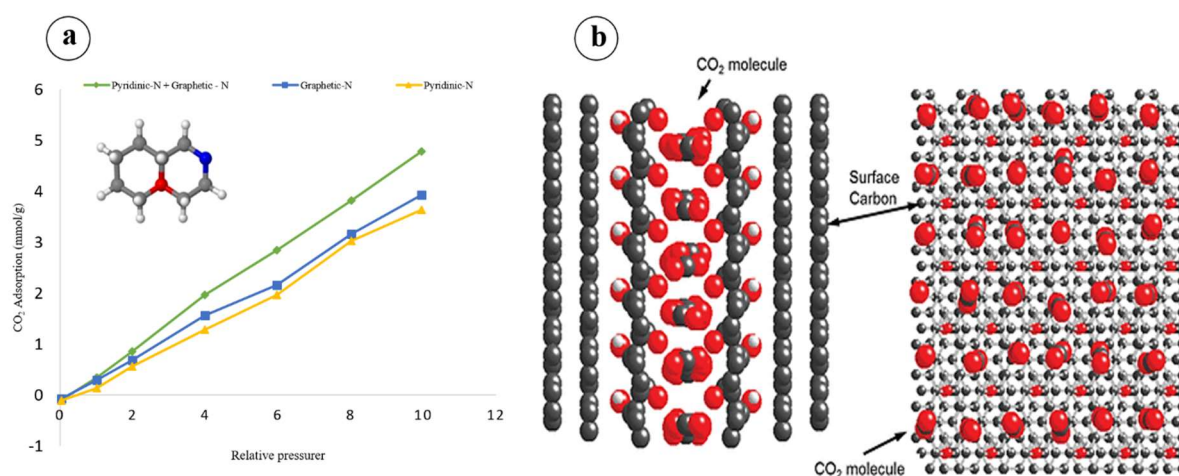 a
Pyridinic-N + Graphetic - N
Graphetic-N
Pyridinic-N
6
5
4
3
2
1
0
-1
0
2
4
6
8
10
12
CO₂ Adsorption (mmol/g)
Relative pressurer
b
CO₂ molecule
Surface
Carbon
CO₂ molecule